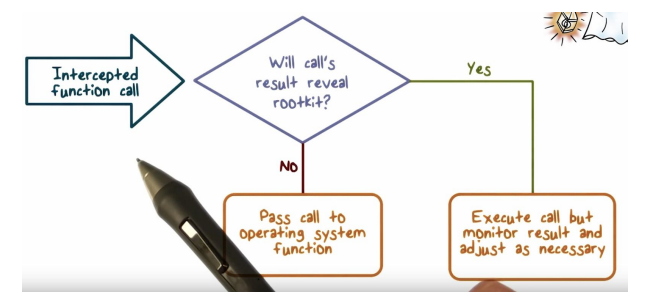 Intercepted
function call
Will call's
result reveal
rootkit?
Yes
No
Pass call to
operating system
function
Execute call but
monitor result and
adjust as necessary